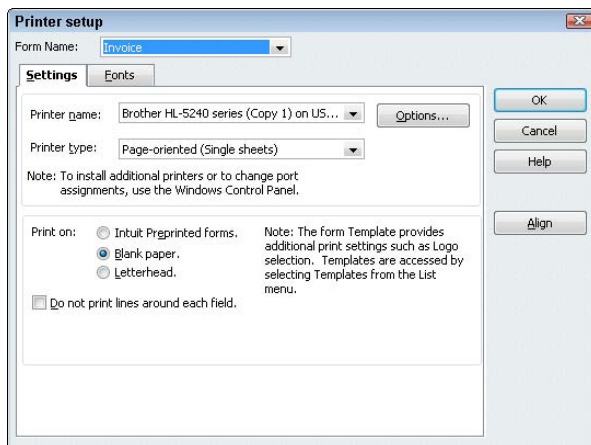 Printer setup
Form Name: Invoice
Settings Fonts
Printer name: Brother HL-5240 series (Copy 1) on US... Options...
Printer type: Page-oriented (Single sheets)
Note: To install additional printers or to change port
assignments, use the Windows Control Panel.
Print on: Intuit Preprinted forms.
Blank paper.
Letterhead.
Note: The form Template provides
additional print settings such as Logo
selection. Templates are accessed by
selecting Templates from the List
menu.
Do not print lines around each field.
OK
Cancel
Help
Align